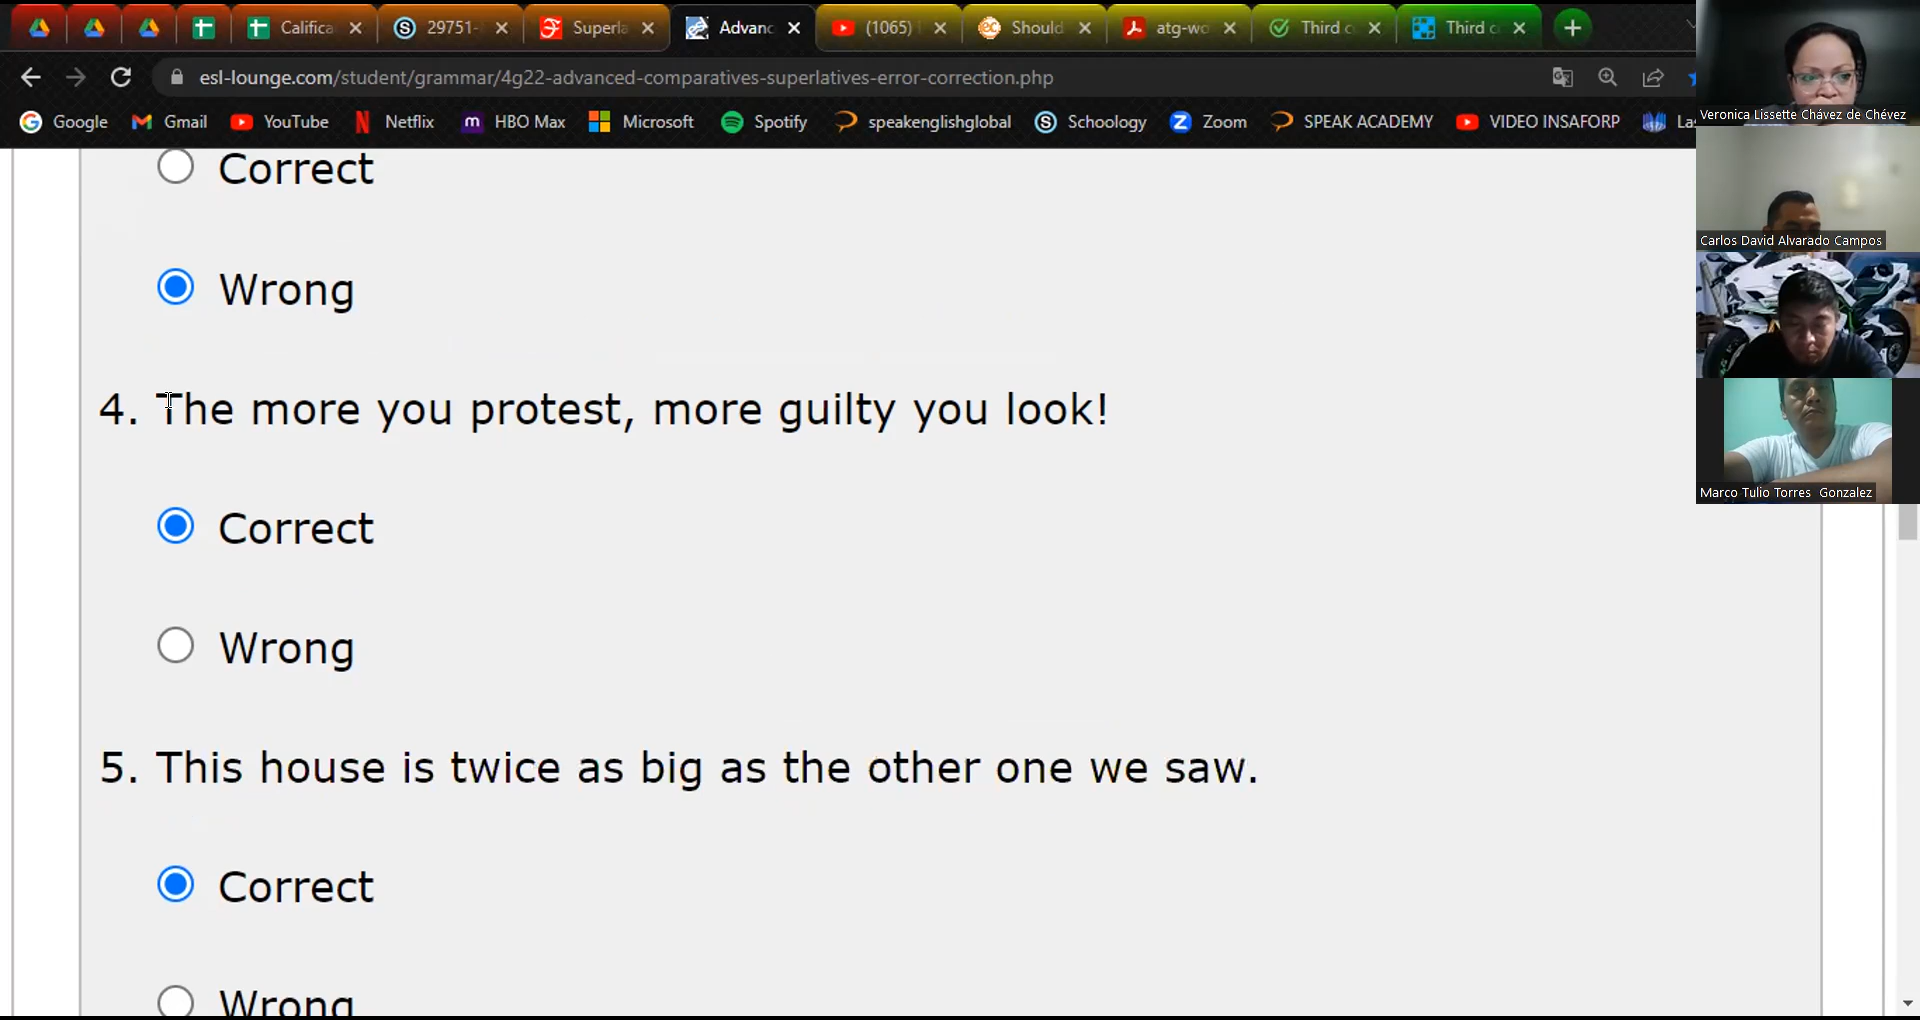 Califica
29751-
Superla
Advanc
(1065)
Should
atg-wo
Third c
Third c
esl-lounge.com/student/grammar/4g22-advanced-comparatives-superlatives-error-correction.php
Google
Gmail
YouTube
Netflix
HBO Max
Microsoft
Spotify
speakenglishglobal
Schoology
Zoom
SPEAK ACADEMY
VIDEO INSAFORP
La
Veronica Lissette Chávez de Chévez
Correct
Carlos David Alvarado Campos
Wrong
4. The more you protest, more guilty you look!
Marco Tulio Torres Gonzalez
Correct
Wrong
5. This house is twice as big as the other one we saw.
Correct
Wrong